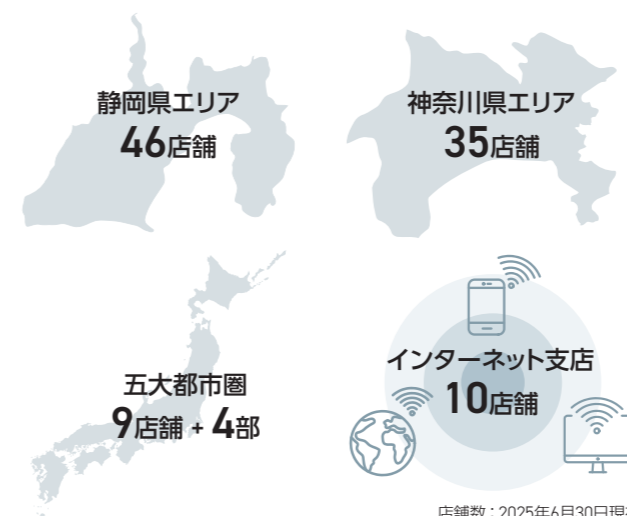 静岡県エリア
46店舗
神奈川県エリア
35店舗
五大都市圏
9店舗 + 4部
インターネット支店
10店舗
店舗数：2025年6月30日現